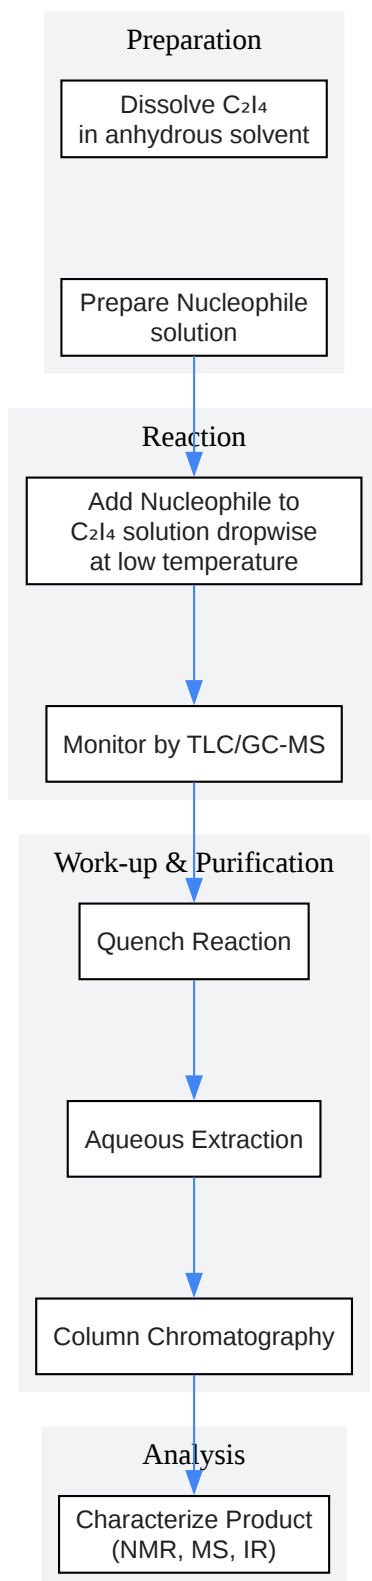 Preparation
Dissolve C₂I₄
in anhydrous solvent
Prepare Nucleophile
solution
Reaction
Add Nucleophile to
C₂I₄ solution dropwise
at low temperature
Monitor by TLC/GC-MS
Work-up & Purification
Quench Reaction
Aqueous Extraction
Column Chromatography
Analysis
Characterize Product
(NMR, MS, IR)